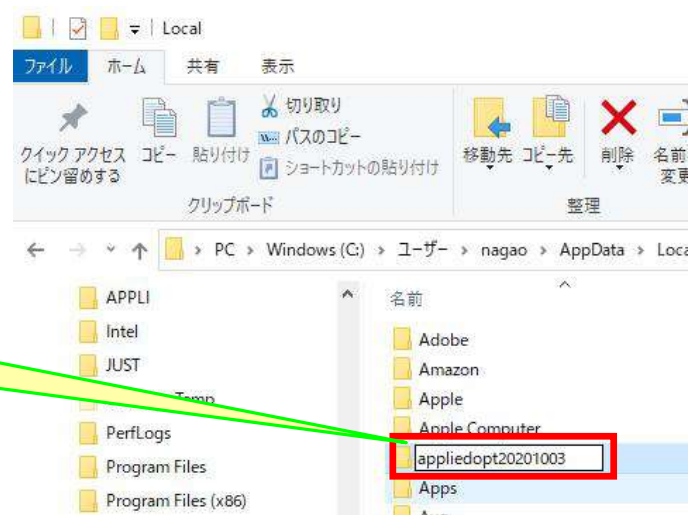 Local
ファイル ホーム 共有 表示
クイック アクセス
にピン留めする
コピー
貼り付け
切り取り
パスのコピー
ショートカットの貼り付け
移動先
コピー先
削除
名前
変更
クリップボード
整理
PC > Windows (C:) > ユーザー > nagao > AppData > Loca
APPLI
Intel
JUST
Temp
PerfLogs
Program Files
Program Files (x86)
名前
Adobe
Amazon
Apple
Apple Computer
appliedopt20201003
Apps